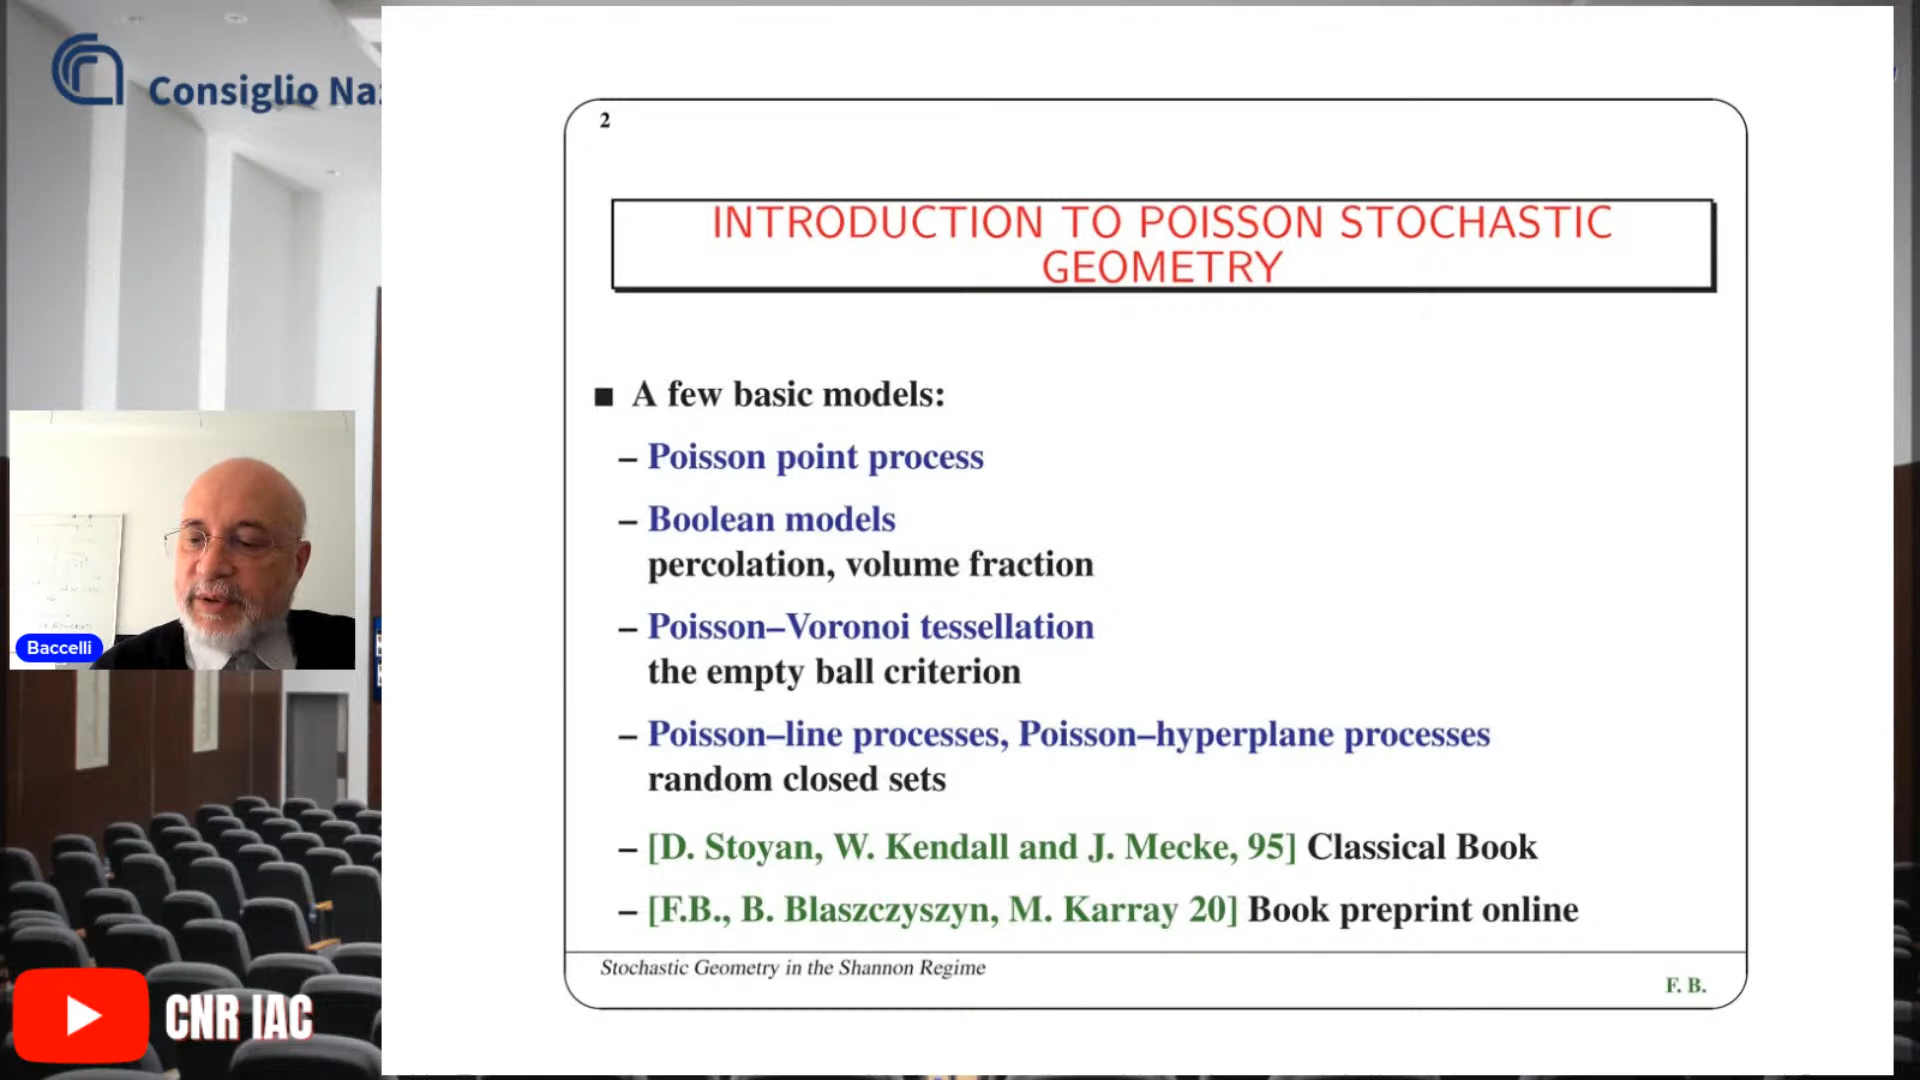 Consiglio Na
2
INTRODUCTION TO POISSON STOCHASTIC
GEOMETRY
■ A few basic models:
– Poisson point process
– Boolean models
percolation, volume fraction
– Poisson–Voronoi tessellation
the empty ball criterion
– Poisson–line processes, Poisson–hyperplane processes
random closed sets
– [D. Stoyan, W. Kendall and J. Mecke, 95] Classical Book
– [F.B., B. Blaszczyszyn, M. Karray 20] Book preprint online
Stochastic Geometry in the Shannon Regime
F. B.
Baccelli
CNR IAC